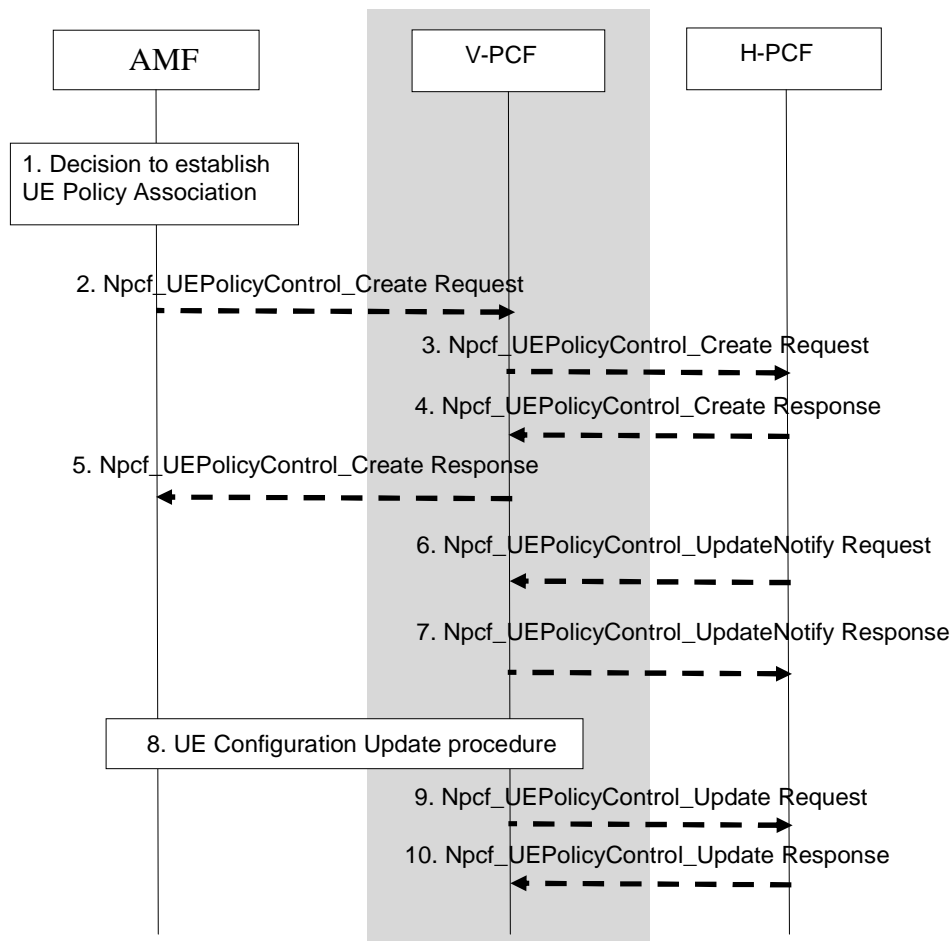 AMF
V-PCF
H-PCF
1. Decision to establish
UE Policy Association
2. Npcf_UEPolicyControl_Create Request
3. Npcf_UEPolicyControl_Create Request
4. Npcf_UEPolicyControl_Create Response
5. Npcf_UEPolicyControl_Create Response
6. Npcf_UEPolicyControl_UpdateNotify Request
7. Npcf_UEPolicyControl_UpdateNotify Response
8. UE Configuration Update procedure
9. Npcf_UEPolicyControl_Update Request
10. Npcf_UEPolicyControl_Update Response